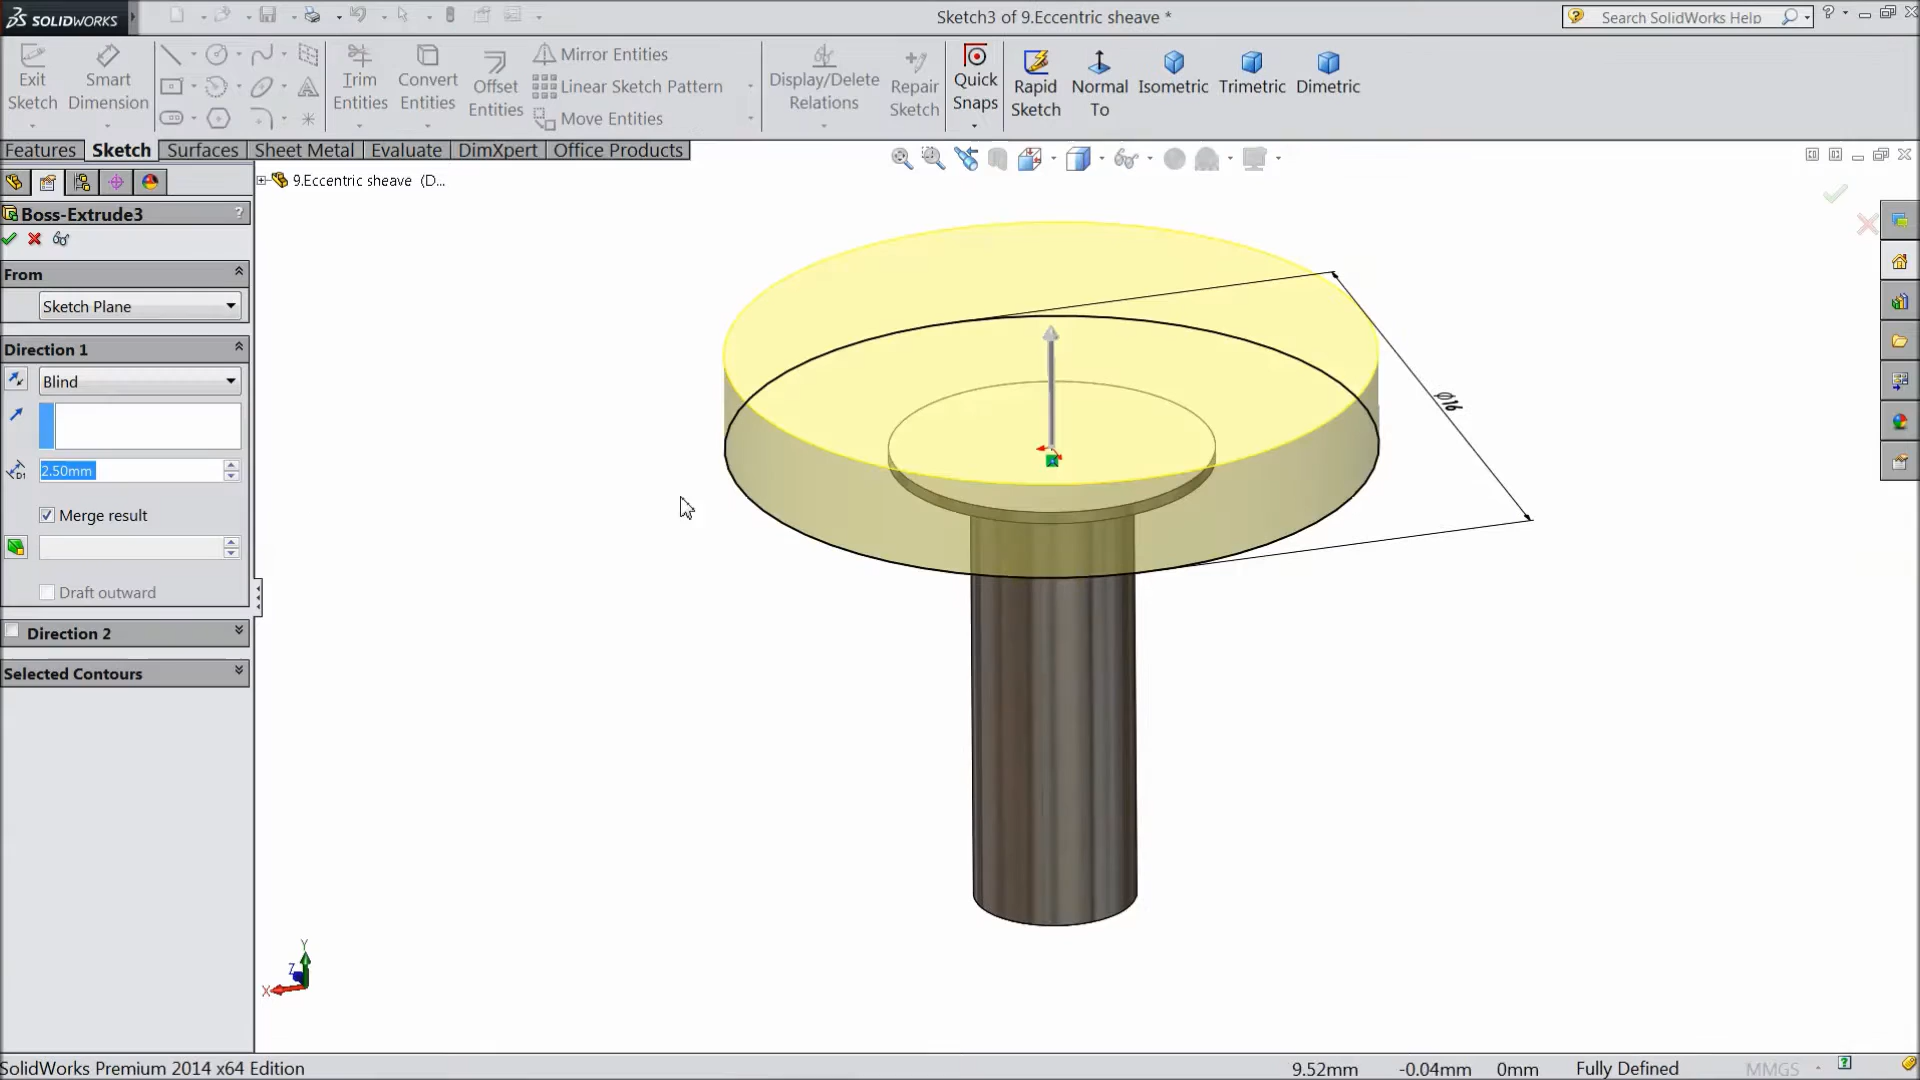 SOLIDWORKS
Sketch3 of 9.Eccentric sheave *
Search SolidWorks Help
Exit Sketch
Smart Dimension
Trim Entities
Convert Entities
Offset Entities
Mirror Entities
Linear Sketch Pattern
Move Entities
Display/Delete Relations
Repair Sketch
Quick Snaps
Rapid Sketch
Normal To
Isometric
Trimetric
Dimetric
Features
Sketch
Surfaces
Sheet Metal
Evaluate
DimXpert
Office Products
9.Eccentric sheave (D...
Boss-Extrude3
?
From
Sketch Plane
Direction 1
Blind
D1
2.50mm
Merge result
Draft outward
Direction 2
Selected Contours
Ø16
Y
Z
X
SolidWorks Premium 2014 x64 Edition
9.52mm
-0.04mm
0mm
Fully Defined
MMGS